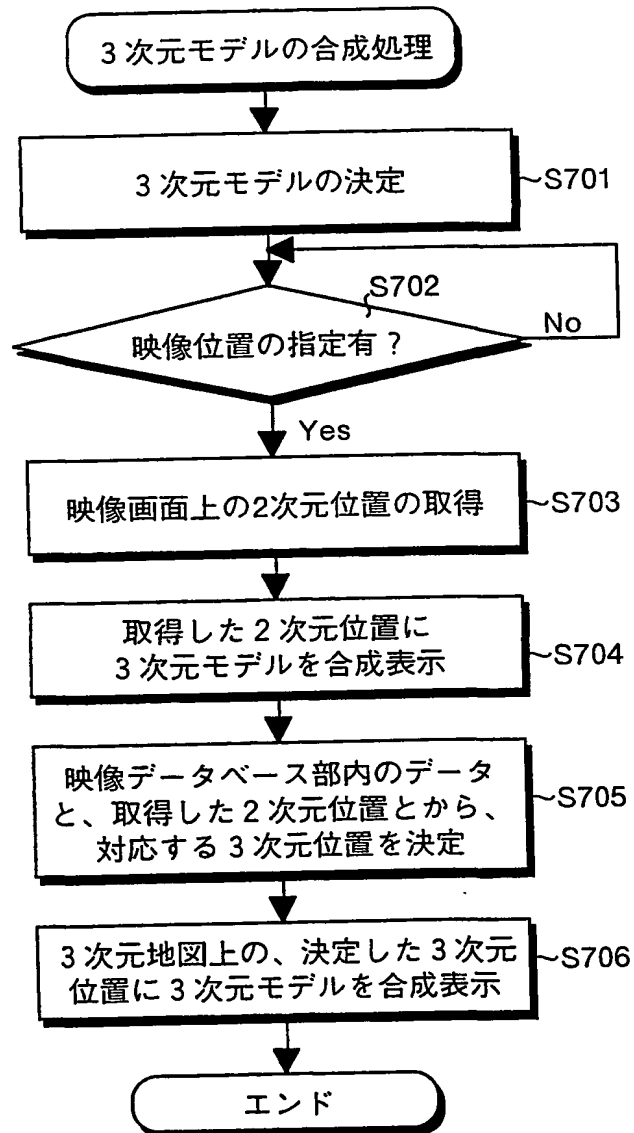 3次元モデルの合成処理
3次元モデルの決定
S701
S702
映像位置の指定有?
No
Yes
映像画面上の2次元位置の取得
S703
取得した2次元位置に
3次元モデルを合成表示
S704
映像データベース部内のデータ
と、取得した2次元位置とから、
対応する3次元位置を決定
S705
3次元地図上の、決定した3次元
位置に3次元モデルを合成表示
S706
エンド